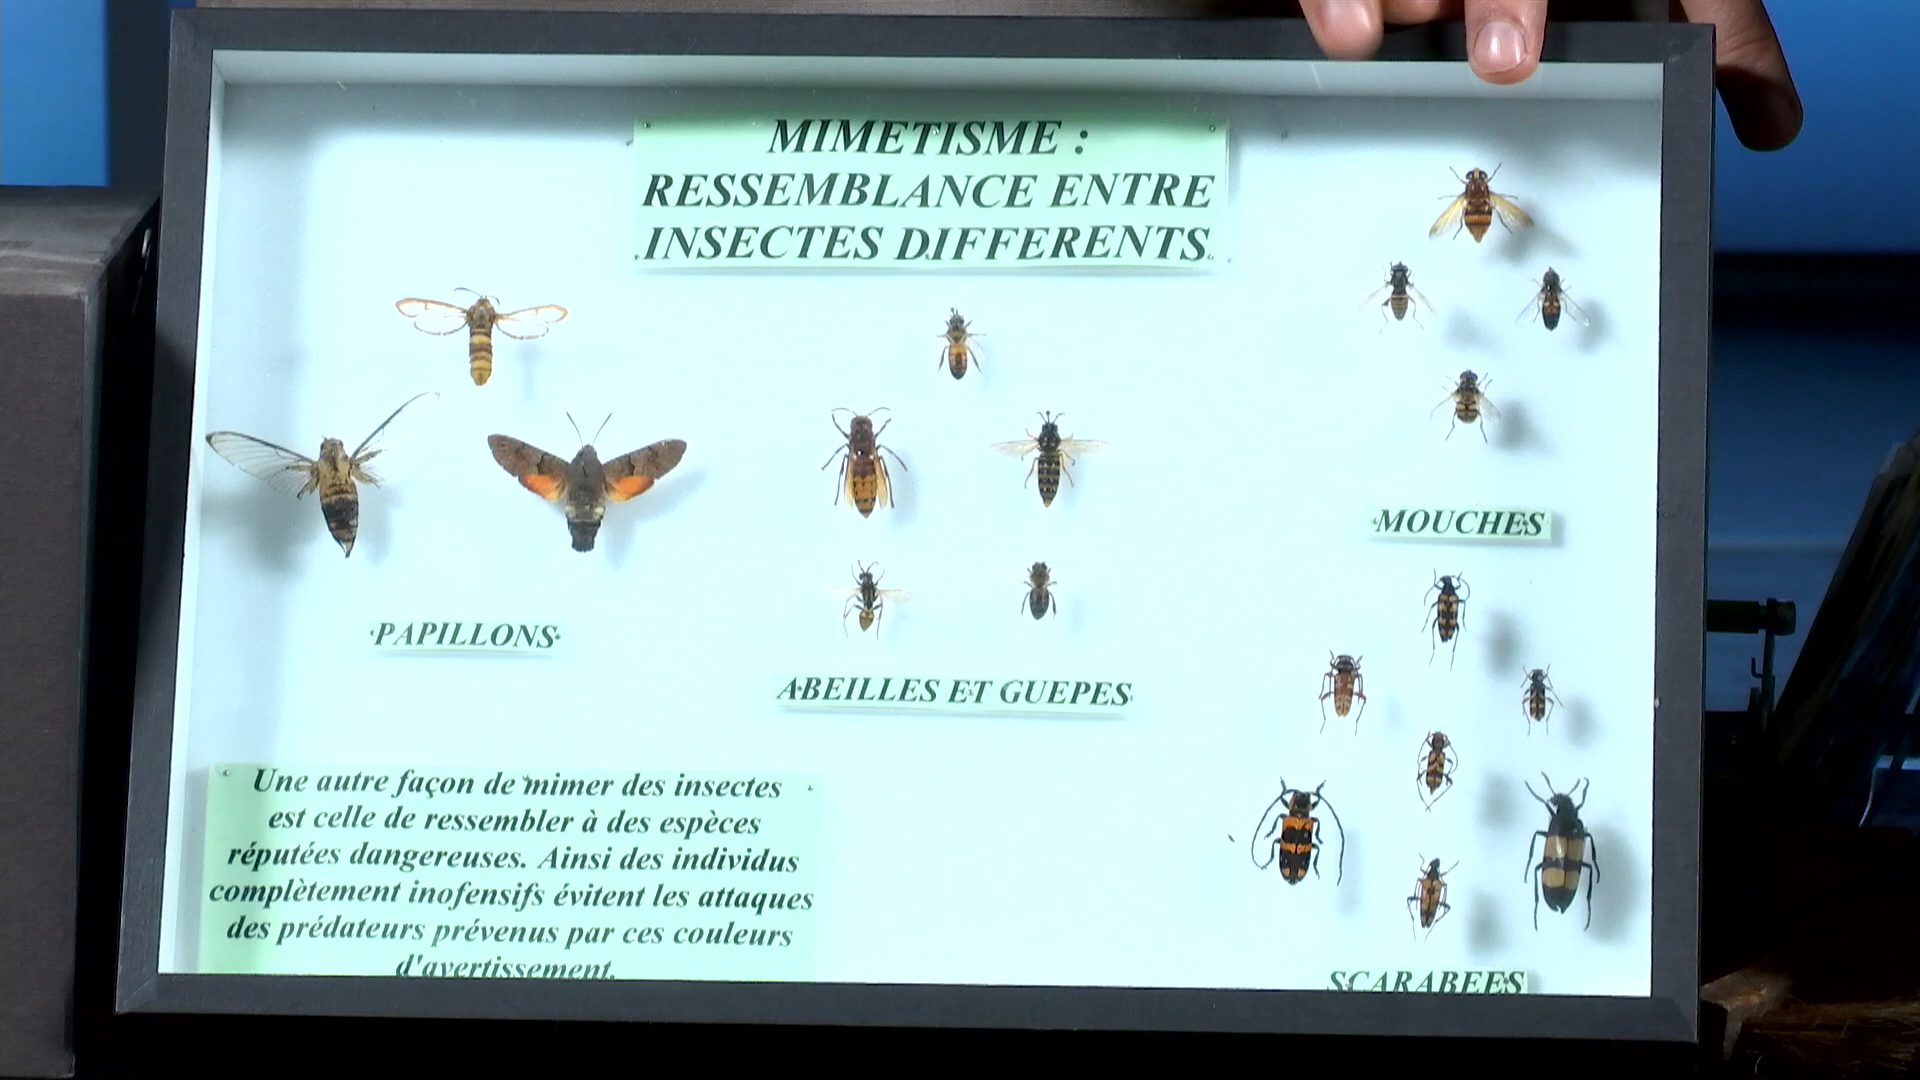 MIMETISME :
RESSEMBLANCE ENTRE
INSECTES DIFFERENTS
MOUCHES
PAPILLONS
ABEILLES ET GUEPES
Une autre façon de mimer des insectes
est celle de ressembler à des espèces
réputées dangereuses. Ainsi des individus
complètement inofensifs évitent les attaques
des prédateurs prévenus par ces couleurs
d'avertissement.
SCARABEES